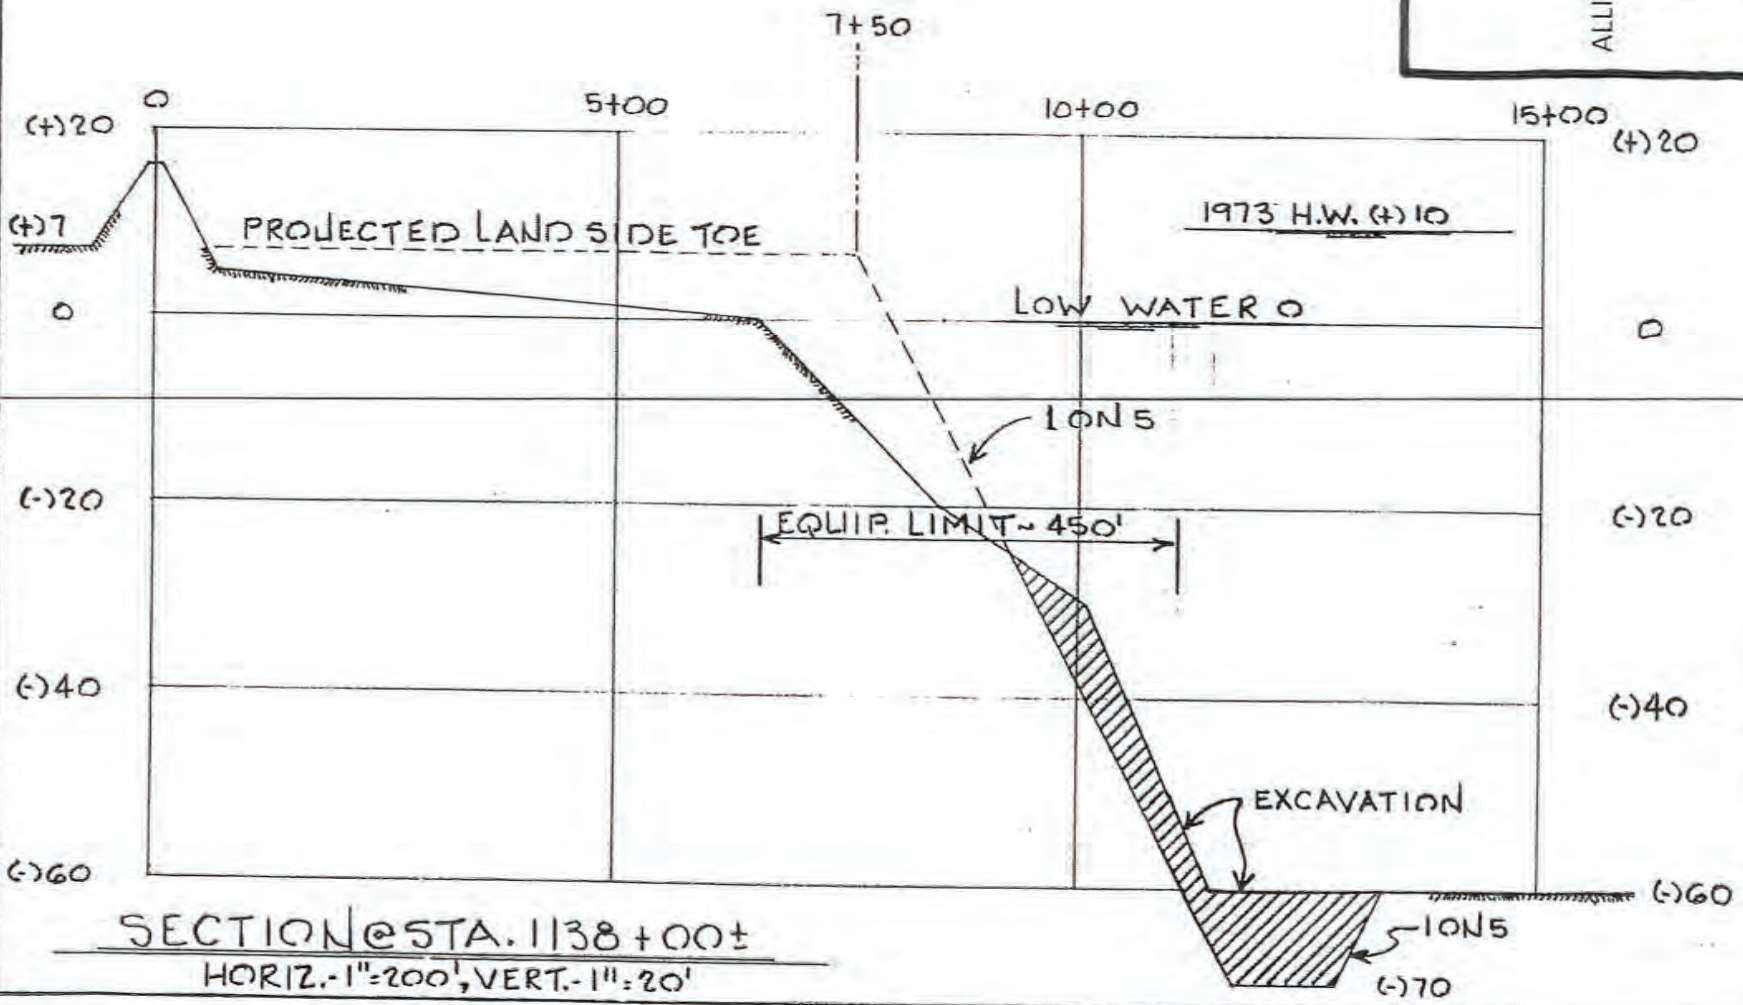 ALLI
7+50
0
5+00
10+00
15+00
(+)20
(+)20
1973 H.W. (+)10
(+)7
PROJECTED LAND SIDE TOE
0
LOW WATER 0
0
1 ON 5
(-)20
(-)20
EQUIP. LIMIT~450'
(-)40
(-)40
EXCAVATION
(-)60
(-)60
SECTION@STA.1138+00±
1 ON 5
HORIZ.-1"=200', VERT.-1"=20'
(-)70